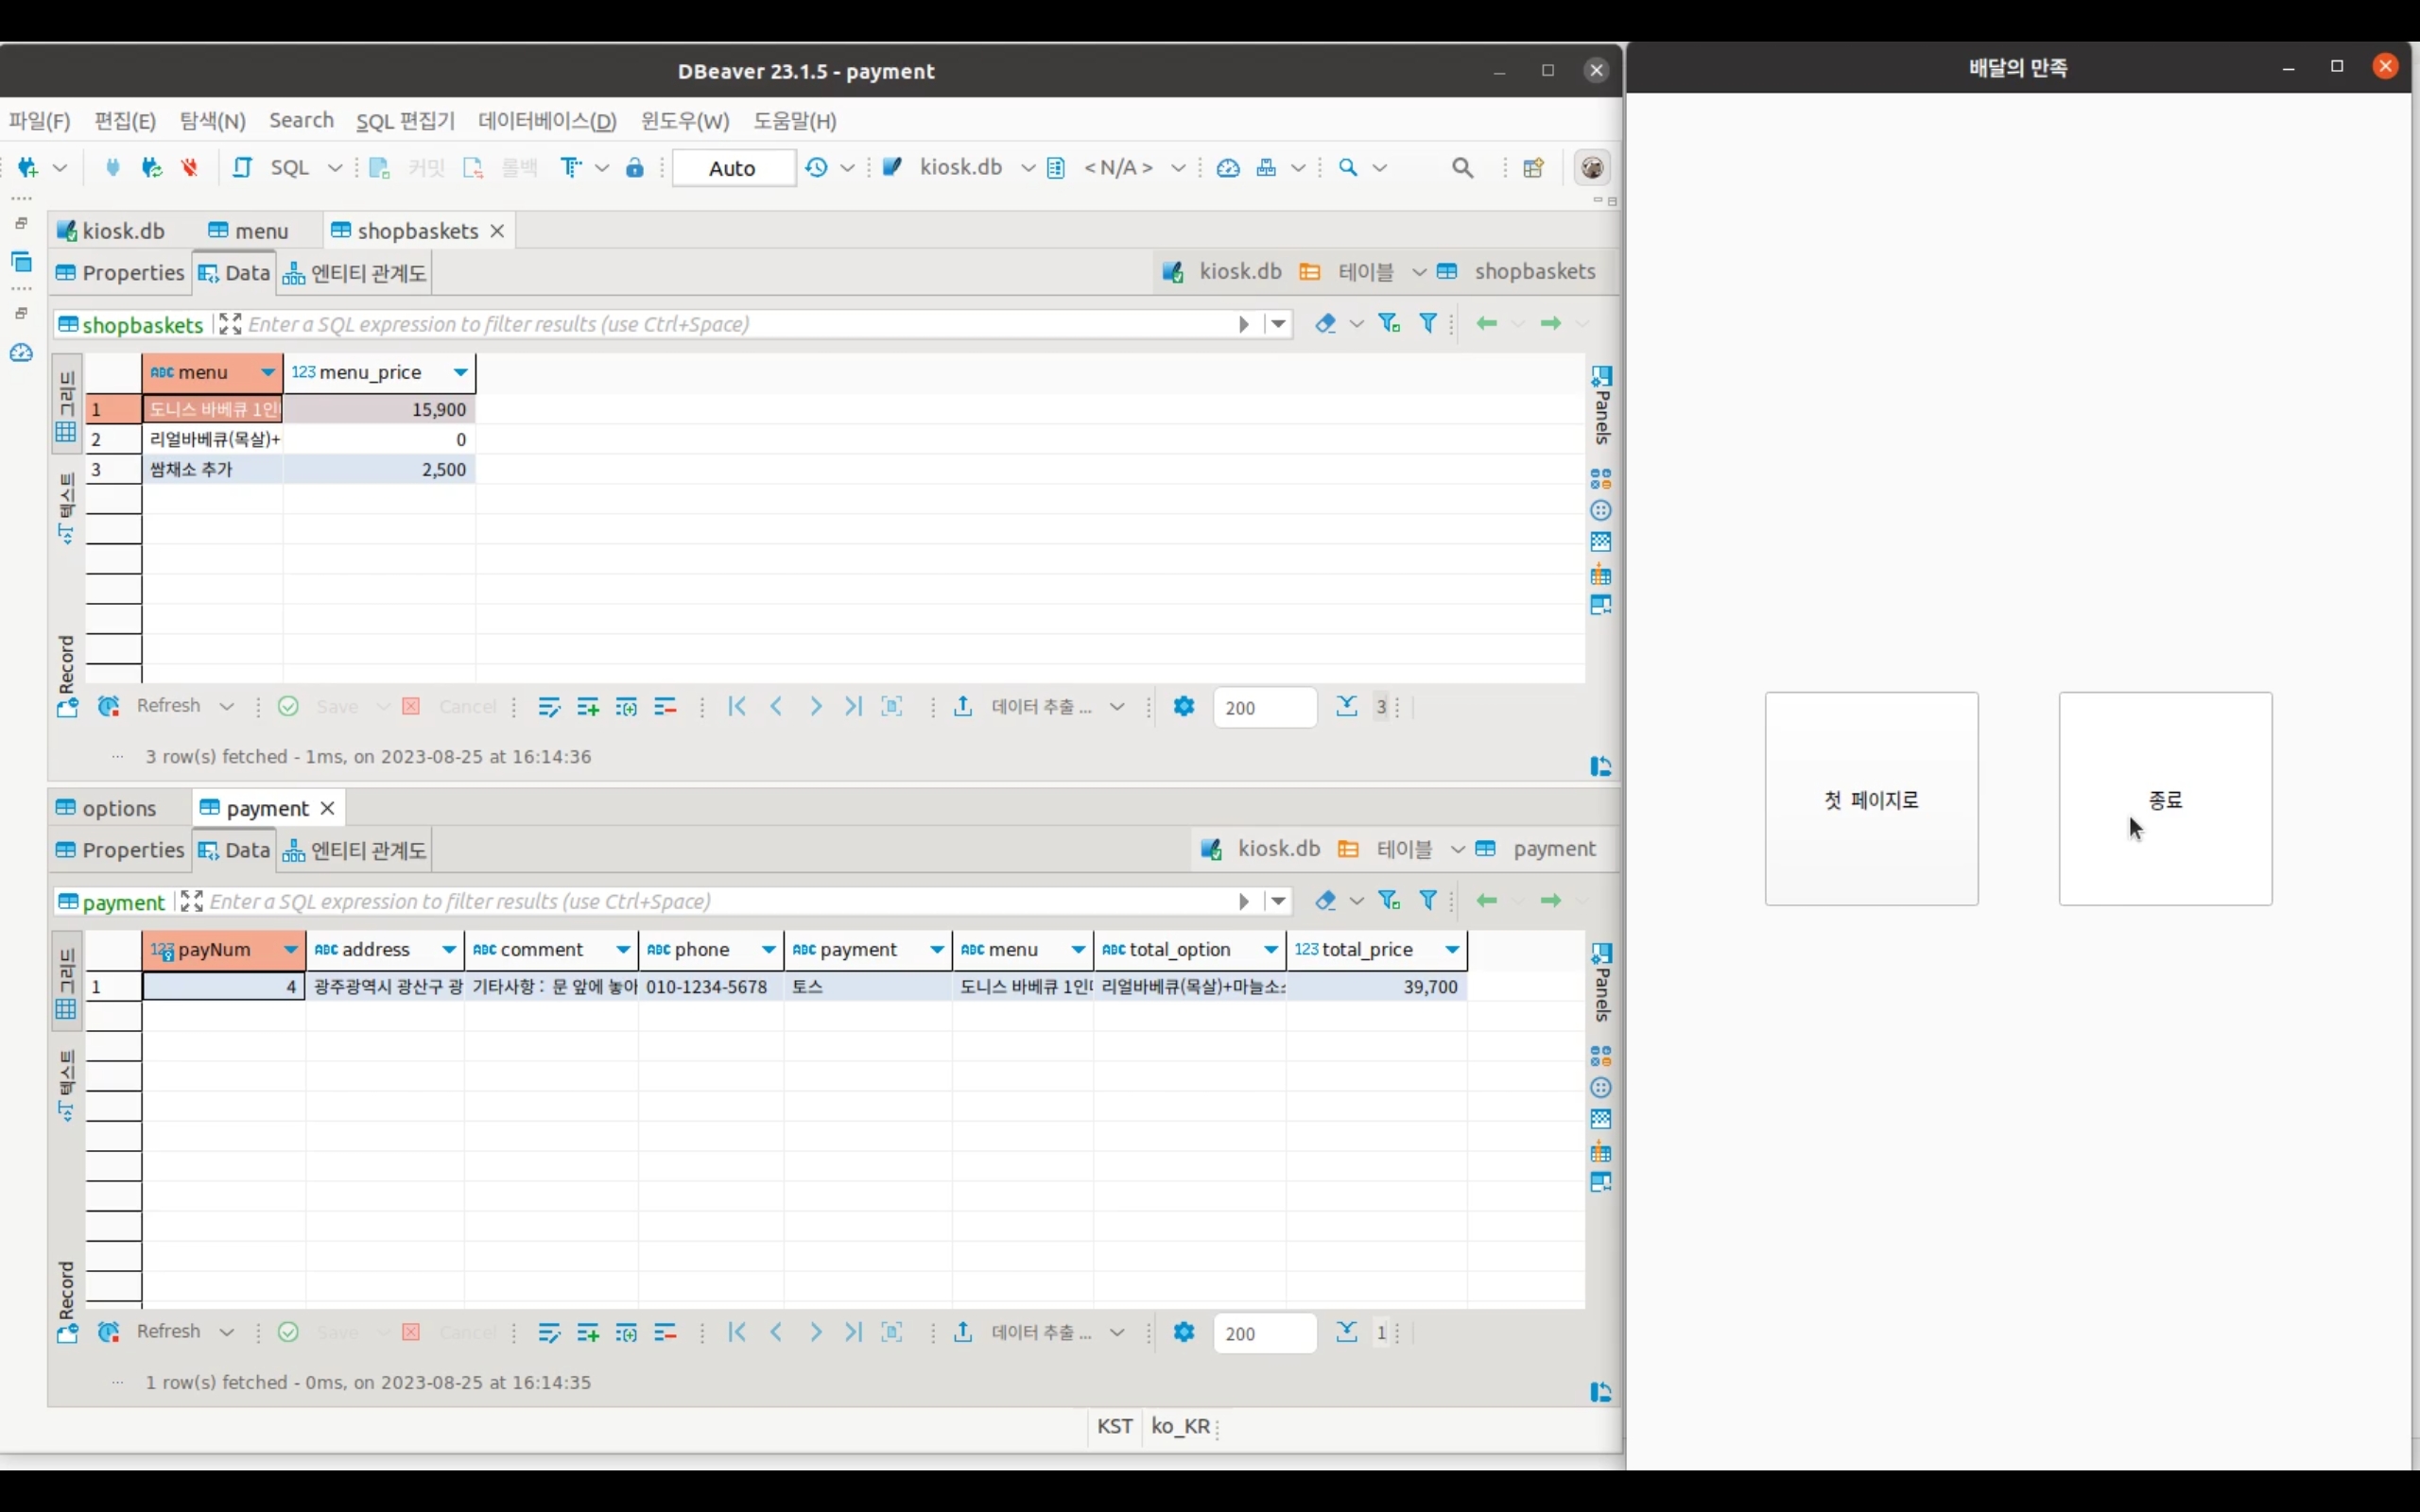 DBeaver 23.1.5 - payment
파일(F) 편집(E) 탐색(N) Search SQL 편집기 데이터베이스(D) 윈도우(W) 도움말(H)
SQL 커밋 롤백 Auto kiosk.db <N/A>
kiosk.db menu shopbaskets
Properties Data 엔티티 관계도 kiosk.db 테이블 shopbaskets
shopbaskets Enter a SQL expression to filter results (use Ctrl+Space)
그리드
텍스트
Record
Panels
ABC menu 123 menu_price
1 도니스 바베큐 1인 15,900
2 리얼바베큐(목살)+ 0
3 쌈채소 추가 2,500
Refresh Save Cancel 데이터 추출 ... 200 3
... 3 row(s) fetched - 1ms, on 2023-08-25 at 16:14:36
options payment
Properties Data 엔티티 관계도 kiosk.db 테이블 payment
payment Enter a SQL expression to filter results (use Ctrl+Space)
그리드
텍스트
Record
Panels
123 payNum ABC address ABC comment ABC phone ABC payment ABC menu ABC total_option 123 total_price
1 4 광주광역시 광산구 광 기타사항 : 문 앞에 놓아 010-1234-5678 토스 도니스 바베큐 1인 리얼바베큐(목살)+마늘소 39,700
Refresh Save Cancel 데이터 추출 ... 200 1
... 1 row(s) fetched - 0ms, on 2023-08-25 at 16:14:35
KST ko_KR
배달의 만족
첫 페이지로
종료